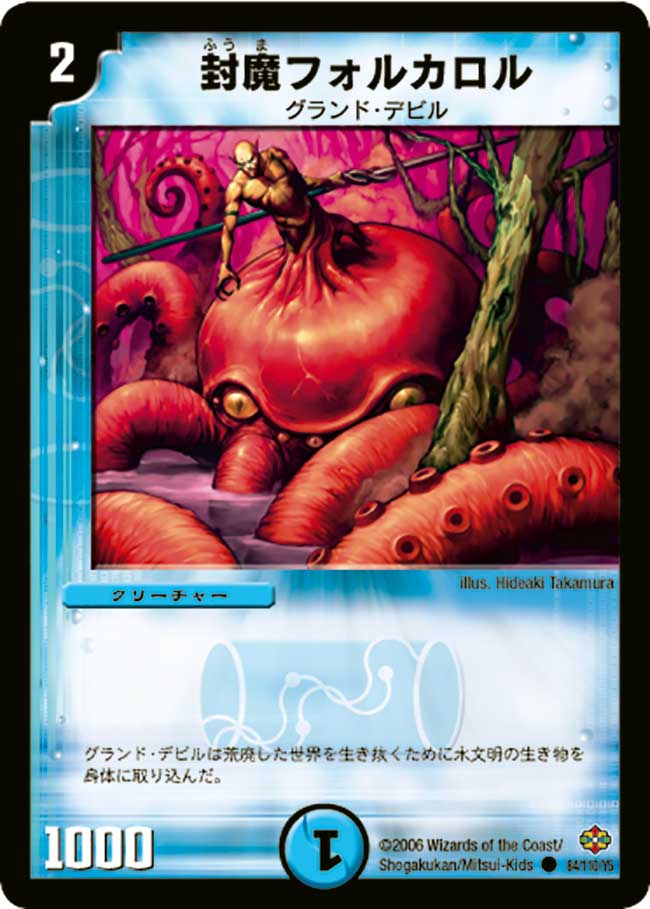 2
ふうま
封魔フォルカロル
グランド・デビル
illus. Hideaki Takamura
クリーチャー
グランド・デビルは荒廃した世界を生き抜くために水文明の生き物を
身体に取り込んだ。
1000
1
©2006 Wizards of the Coast/
Shogakukan/Mitsui-Kids
84/110/Y5